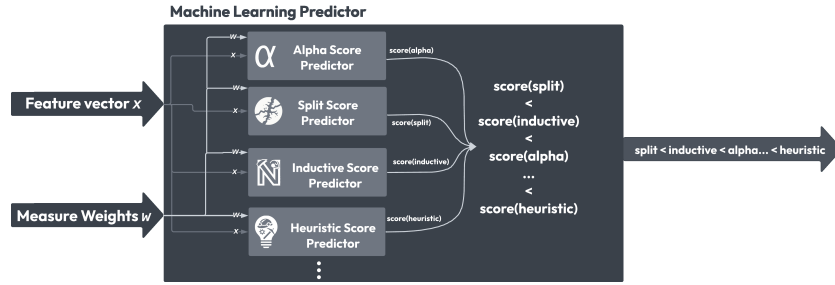 Machine Learning Predictor
Feature vector x
Measure Weights w
w
x
α
Alpha Score
Predictor
score(alpha)
w
x
Split Score
Predictor
score(split)
w
x
N
Inductive Score
Predictor
score(inductive)
w
x
Heuristic Score
Predictor
score(heuristic)
score(split)
<
score(inductive)
<
score(alpha)
...
<
score(heuristic)
split < inductive < alpha... < heuristic